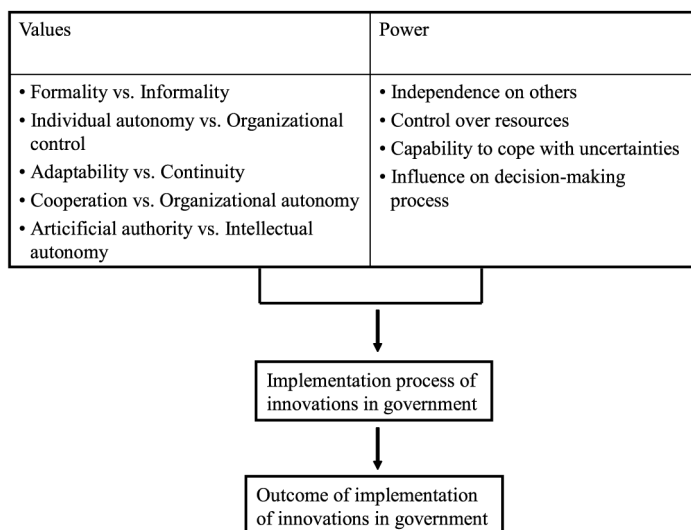 Values
• Formality vs. Informality
• Individual autonomy vs. Organizational
control
• Adaptability vs. Continuity
• Cooperation vs. Organizational autonomy
• Articificial authority vs. Intellectual
autonomy
Power
• Independence on others
• Control over resources
• Capability to cope with uncertainties
• Influence on decision-making
process
Implementation process of
innovations in government
Outcome of implementation
of innovations in government